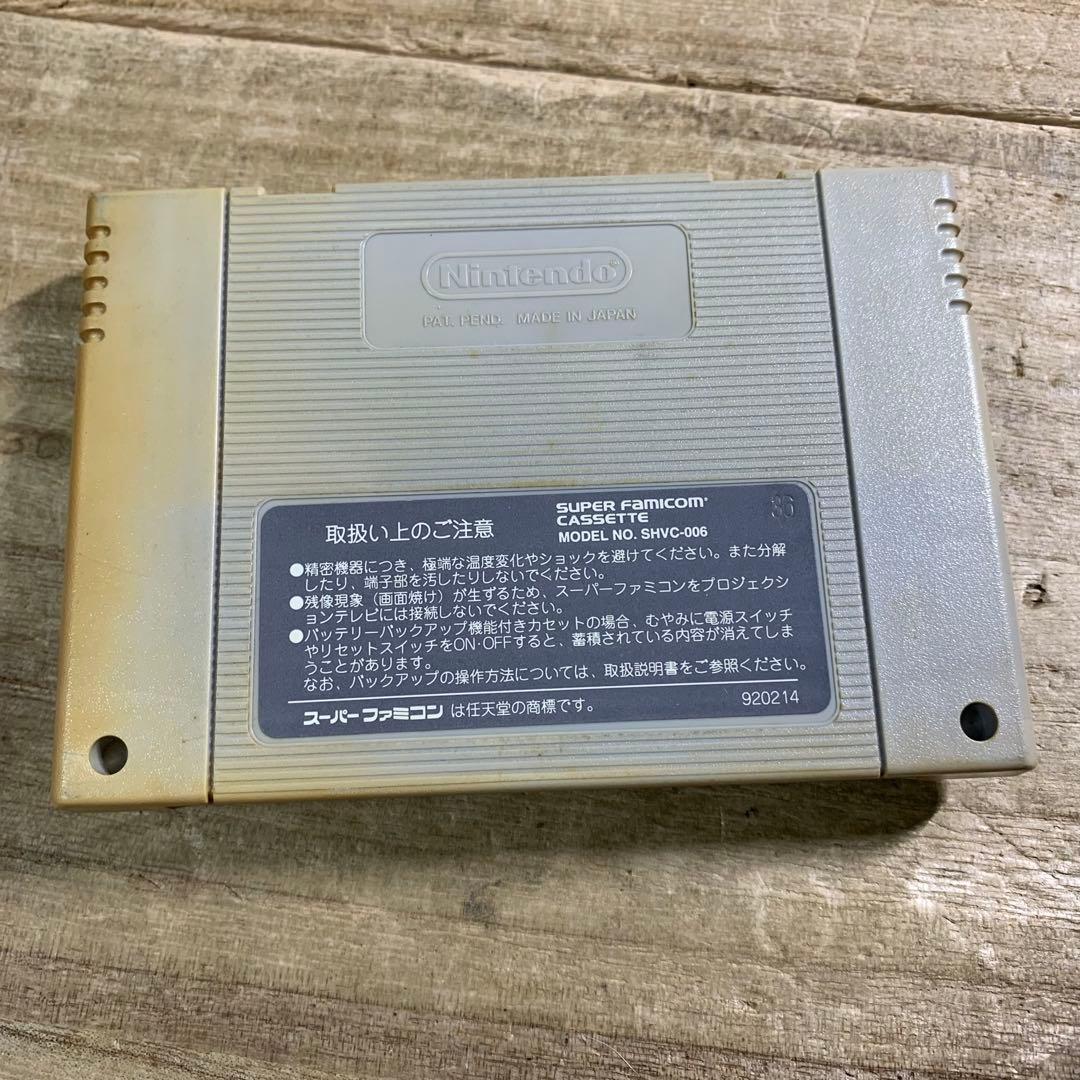 Nintendo
PAT. PEND. MADE IN JAPAN
取扱い上のご注意
SUPER FAMICOM
CASSETTE
MODEL NO. SHVC-006
36
●精密機器につき、極端な温度変化やショックを避けてください。また分解
したり、端子部を汚したりしないでください。
●残像現象（画面焼け）が生ずるため、スーパーファミコンをプロジェクシ
ョンテレビには接続しないでください。
●バッテリーバックアップ機能付きカセットの場合、むやみに電源スイッチ
やリセットスイッチをON・OFFすると、蓄積されている内容が消えてしま
うことがあります。
なお、バックアップの操作方法については、取扱説明書をご参照ください。
スーパーファミコンは任天堂の商標です。
920214